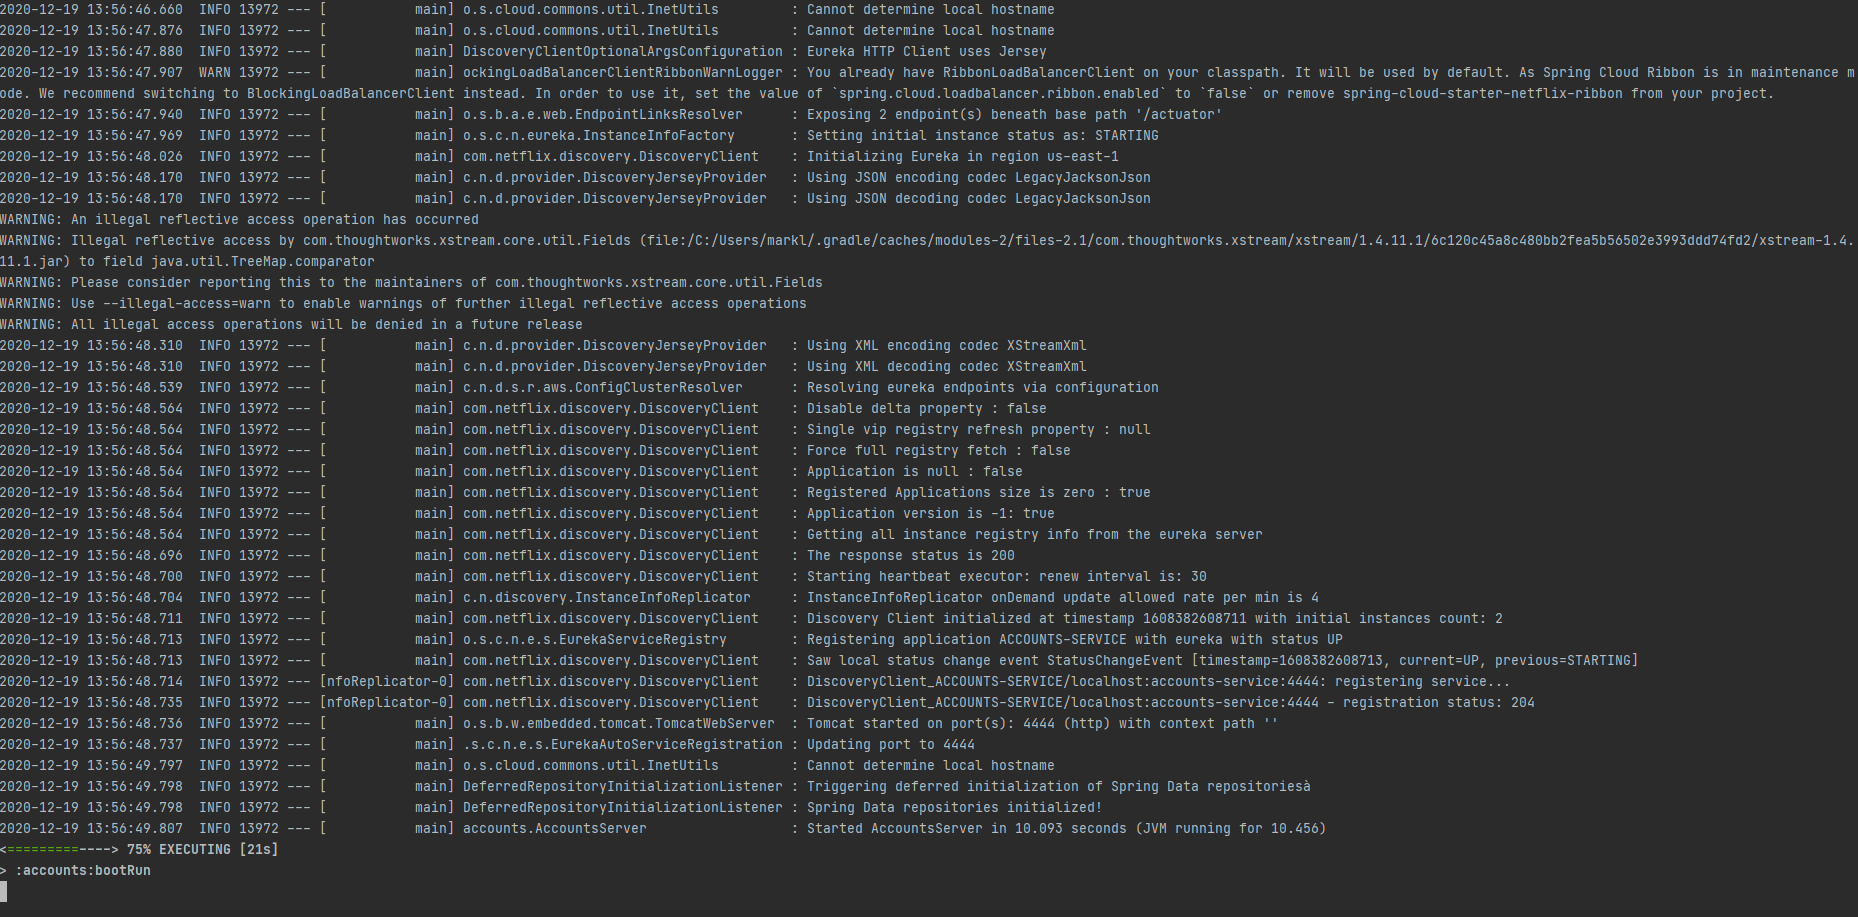 2020-12-19 13:56:46.660  INFO 13972 --- [           main] o.s.cloud.commons.util.InetUtils         : Cannot determine local hostname
2020-12-19 13:56:47.876  INFO 13972 --- [           main] o.s.cloud.commons.util.InetUtils         : Cannot determine local hostname
2020-12-19 13:56:47.880  INFO 13972 --- [           main] DiscoveryClientOptionalArgsConfiguration : Eureka HTTP Client uses Jersey
2020-12-19 13:56:47.907  WARN 13972 --- [           main] ockingLoadBalancerClientRibbonWarnLogger : You already have RibbonLoadBalancerClient on your classpath. It will be used by default. As Spring Cloud Ribbon is in maintenance m
ode. We recommend switching to BlockingLoadBalancerClient instead. In order to use it, set the value of `spring.cloud.loadbalancer.ribbon.enabled` to `false` or remove spring-cloud-starter-netflix-ribbon from your project.
2020-12-19 13:56:47.940  INFO 13972 --- [           main] o.s.b.a.e.web.EndpointLinksResolver      : Exposing 2 endpoint(s) beneath base path '/actuator'
2020-12-19 13:56:47.969  INFO 13972 --- [           main] o.s.c.n.eureka.InstanceInfoFactory       : Setting initial instance status as: STARTING
2020-12-19 13:56:48.026  INFO 13972 --- [           main] com.netflix.discovery.DiscoveryClient    : Initializing Eureka in region us-east-1
2020-12-19 13:56:48.170  INFO 13972 --- [           main] c.n.d.provider.DiscoveryJerseyProvider   : Using JSON encoding codec LegacyJacksonJson
2020-12-19 13:56:48.170  INFO 13972 --- [           main] c.n.d.provider.DiscoveryJerseyProvider   : Using JSON decoding codec LegacyJacksonJson
WARNING: An illegal reflective access operation has occurred
WARNING: Illegal reflective access by com.thoughtworks.xstream.core.util.Fields (file:/C:/Users/markl/.gradle/caches/modules-2/files-2.1/com.thoughtworks.xstream/xstream/1.4.11.1/6c120c45a8c480bb2fea5b56502e3993ddd74fd2/xstream-1.4.
11.1.jar) to field java.util.TreeMap.comparator
WARNING: Please consider reporting this to the maintainers of com.thoughtworks.xstream.core.util.Fields
WARNING: Use --illegal-access=warn to enable warnings of further illegal reflective access operations
WARNING: All illegal access operations will be denied in a future release
2020-12-19 13:56:48.310  INFO 13972 --- [           main] c.n.d.provider.DiscoveryJerseyProvider   : Using XML encoding codec XStreamXml
2020-12-19 13:56:48.310  INFO 13972 --- [           main] c.n.d.provider.DiscoveryJerseyProvider   : Using XML decoding codec XStreamXml
2020-12-19 13:56:48.539  INFO 13972 --- [           main] c.n.d.s.r.aws.ConfigClusterResolver      : Resolving eureka endpoints via configuration
2020-12-19 13:56:48.564  INFO 13972 --- [           main] com.netflix.discovery.DiscoveryClient    : Disable delta property : false
2020-12-19 13:56:48.564  INFO 13972 --- [           main] com.netflix.discovery.DiscoveryClient    : Single vip registry refresh property : null
2020-12-19 13:56:48.564  INFO 13972 --- [           main] com.netflix.discovery.DiscoveryClient    : Force full registry fetch : false
2020-12-19 13:56:48.564  INFO 13972 --- [           main] com.netflix.discovery.DiscoveryClient    : Application is null : false
2020-12-19 13:56:48.564  INFO 13972 --- [           main] com.netflix.discovery.DiscoveryClient    : Registered Applications size is zero : true
2020-12-19 13:56:48.564  INFO 13972 --- [           main] com.netflix.discovery.DiscoveryClient    : Application version is -1: true
2020-12-19 13:56:48.564  INFO 13972 --- [           main] com.netflix.discovery.DiscoveryClient    : Getting all instance registry info from the eureka server
2020-12-19 13:56:48.696  INFO 13972 --- [           main] com.netflix.discovery.DiscoveryClient    : The response status is 200
2020-12-19 13:56:48.700  INFO 13972 --- [           main] com.netflix.discovery.DiscoveryClient    : Starting heartbeat executor: renew interval is: 30
2020-12-19 13:56:48.704  INFO 13972 --- [           main] c.n.discovery.InstanceInfoReplicator     : InstanceInfoReplicator onDemand update allowed rate per min is 4
2020-12-19 13:56:48.711  INFO 13972 --- [           main] com.netflix.discovery.DiscoveryClient    : Discovery Client initialized at timestamp 1608382608711 with initial instances count: 2
2020-12-19 13:56:48.713  INFO 13972 --- [           main] o.s.c.n.e.s.EurekaServiceRegistry        : Registering application ACCOUNTS-SERVICE with eureka with status UP
2020-12-19 13:56:48.713  INFO 13972 --- [           main] com.netflix.discovery.DiscoveryClient    : Saw local status change event StatusChangeEvent [timestamp=1608382608713, current=UP, previous=STARTING]
2020-12-19 13:56:48.714  INFO 13972 --- [nfoReplicator-0] com.netflix.discovery.DiscoveryClient    : DiscoveryClient_ACCOUNTS-SERVICE/localhost:accounts-service:4444: registering service...
2020-12-19 13:56:48.735  INFO 13972 --- [nfoReplicator-0] com.netflix.discovery.DiscoveryClient    : DiscoveryClient_ACCOUNTS-SERVICE/localhost:accounts-service:4444 - registration status: 204
2020-12-19 13:56:48.736  INFO 13972 --- [           main] o.s.b.w.embedded.tomcat.TomcatWebServer  : Tomcat started on port(s): 4444 (http) with context path ''
2020-12-19 13:56:48.737  INFO 13972 --- [           main] .s.c.n.e.s.EurekaAutoServiceRegistration : Updating port to 4444
2020-12-19 13:56:49.797  INFO 13972 --- [           main] o.s.cloud.commons.util.InetUtils         : Cannot determine local hostname
2020-12-19 13:56:49.798  INFO 13972 --- [           main] DeferredRepositoryInitializationListener : Triggering deferred initialization of Spring Data repositoriesà
2020-12-19 13:56:49.798  INFO 13972 --- [           main] DeferredRepositoryInitializationListener : Spring Data repositories initialized!
2020-12-19 13:56:49.807  INFO 13972 --- [           main] accounts.AccountsServer                  : Started AccountsServer in 10.093 seconds (JVM running for 10.456)
<=========----> 75% EXECUTING [21s]
> :accounts:bootRun